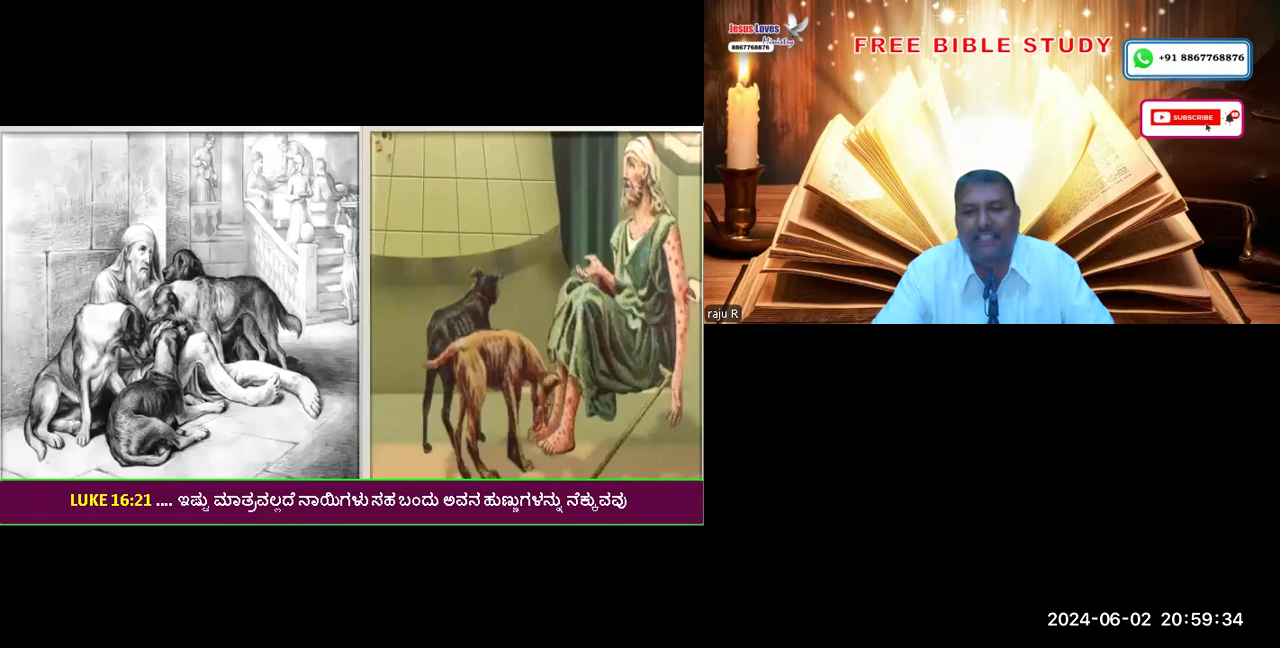 Jesus Loves
Ministry
8867768876
FREE BIBLE STUDY
+91 8867768876
SUBSCRIBE
raju R
LUKE 16:21 .... ಇಷ್ಟು ಮಾತ್ರವಲ್ಲದೆ ನಾಯಿಗಳು ಸಹ ಬಂದು ಅವನ ಹುಣ್ಣುಗಳನ್ನು ನೆಕ್ಕುವವು
2024-06-02 20:59:34